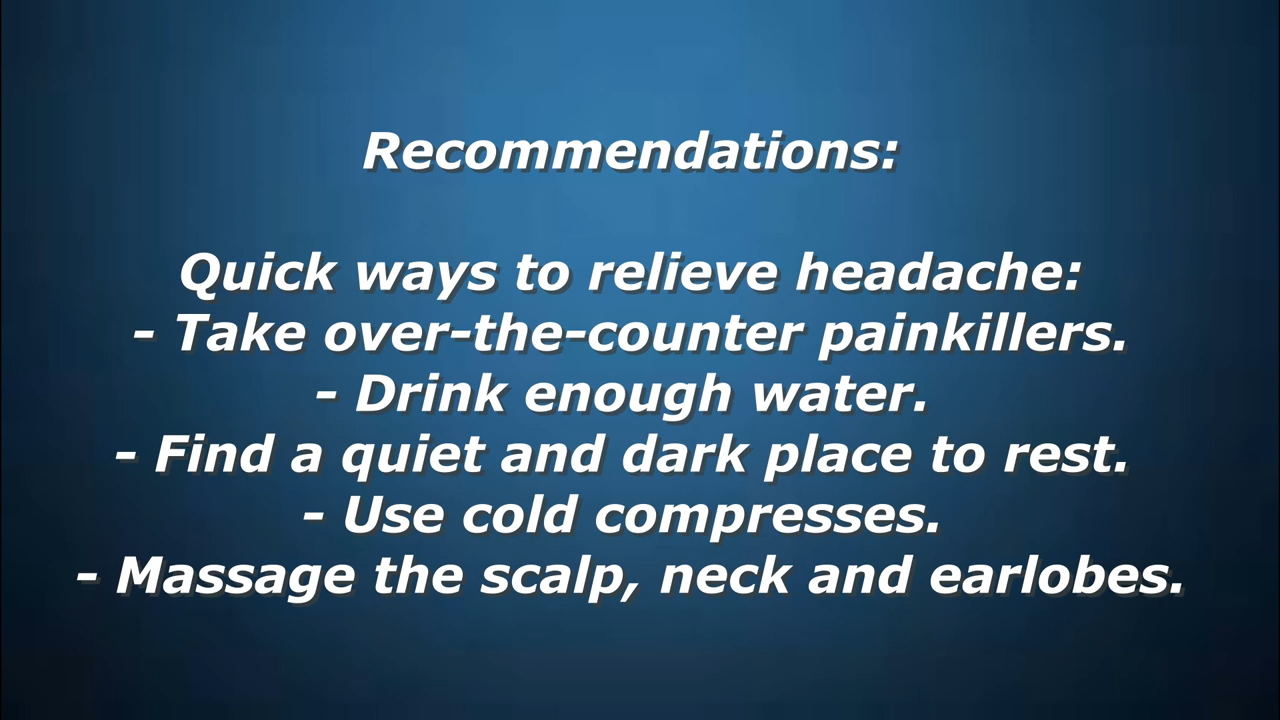 Recommendations:
Quick ways to relieve headache:
- Take over-the-counter painkillers.
- Drink enough water.
- Find a quiet and dark place to rest.
- Use cold compresses.
- Massage the scalp, neck and earlobes.